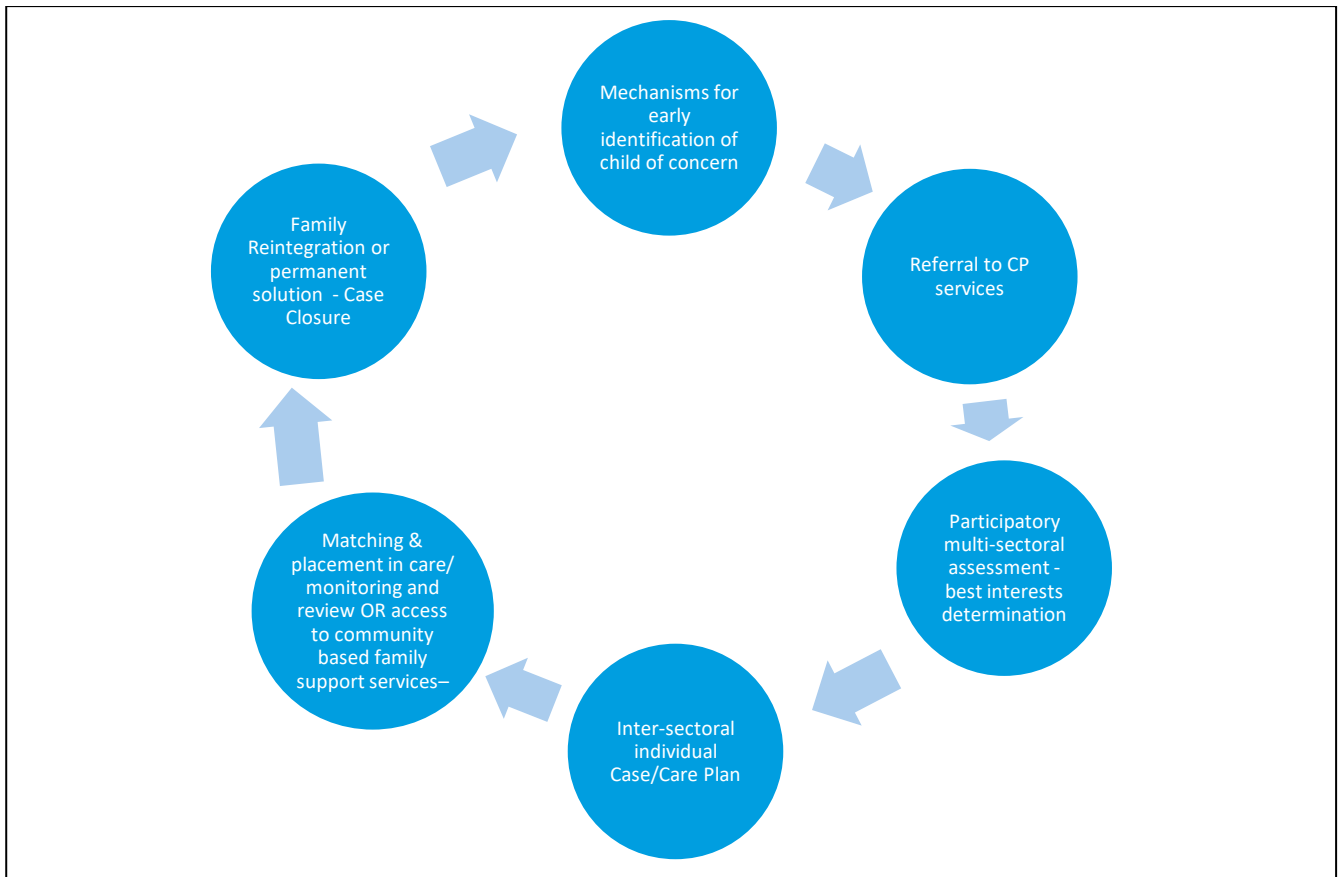 Mechanisms for
early
identification of
child of concern
Referral to CP
services
Participatory
multi-sectoral
assessment -
best interests
determination
Inter-sectoral
individual
Case/Care Plan
Matching &
placement in care/
monitoring and
review OR access
to community
based family
support services–
Family
Reintegration or
permanent
solution - Case
Closure